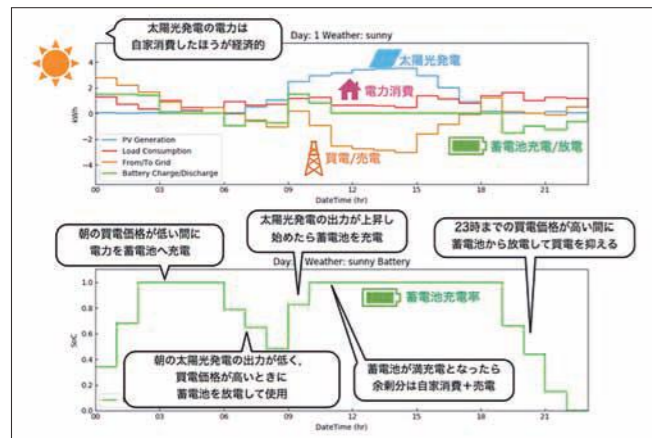 太陽光発電の電力は
自家消費したほうが経済的
Day: 1 Weather: sunny
太陽光発電
電力消費
買電/売電
蓄電池充電/放電
4
2
0
−2
−4
kWh
PV Generation
Load Consumption
From/To Grid
Battery Charge/Discharge
00 03 06 09 12 15 18 21
DateTime (hr)
朝の買電価格が低い間に
電力を蓄電池へ充電
太陽光発電の出力が上昇し
始めたら蓄電池を充電
23時までの買電価格が高い間に
蓄電池から放電して買電を抑える
Day: Weather: sunny Battery
蓄電池充電率
1.0
0.8
0.6
0.4
0.2
0.0
SoC
朝の太陽光発電の出力が低く，
買電価格が高いときに
蓄電池を放電して使用
蓄電池が満充電となったら
余剰分は自家消費＋売電
00 03 06 09 12 15 18 21
DateTime (hr)